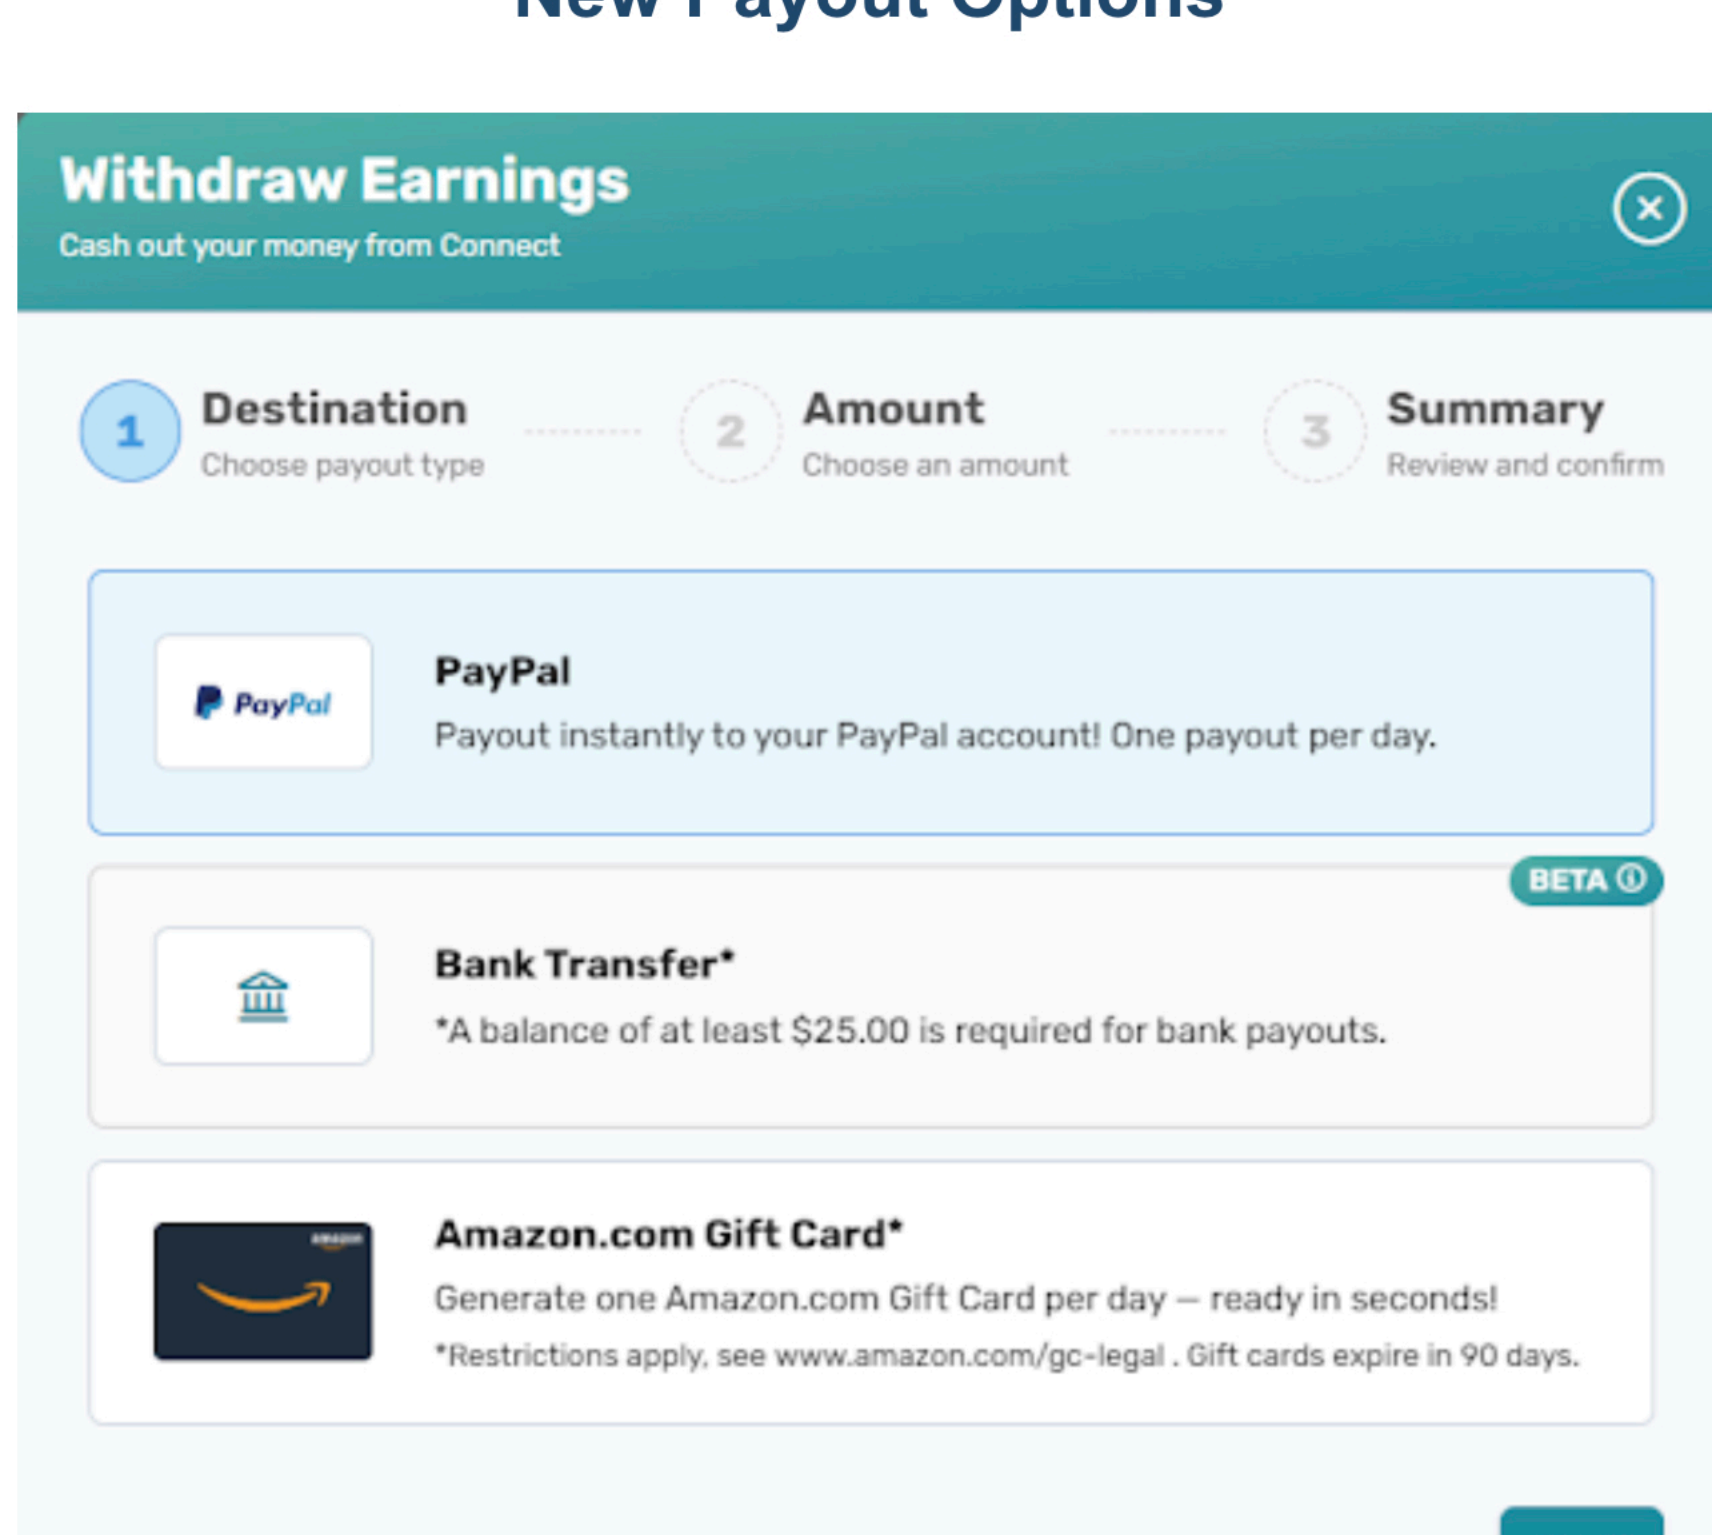 New Payout Options
Withdraw Earnings
Cash out your money from Connect
1
Destination
Choose payout type
2
Amount
Choose an amount
3
Summary
Review and confirm
PayPal
PayPal
Payout instantly to your PayPal account! One payout per day.
BETA
Bank Transfer*
*A balance of at least $25.00 is required for bank payouts.
amazon
Amazon.com Gift Card*
Generate one Amazon.com Gift Card per day – ready in seconds!
*Restrictions apply, see www.amazon.com/gc-legal . Gift cards expire in 90 days.